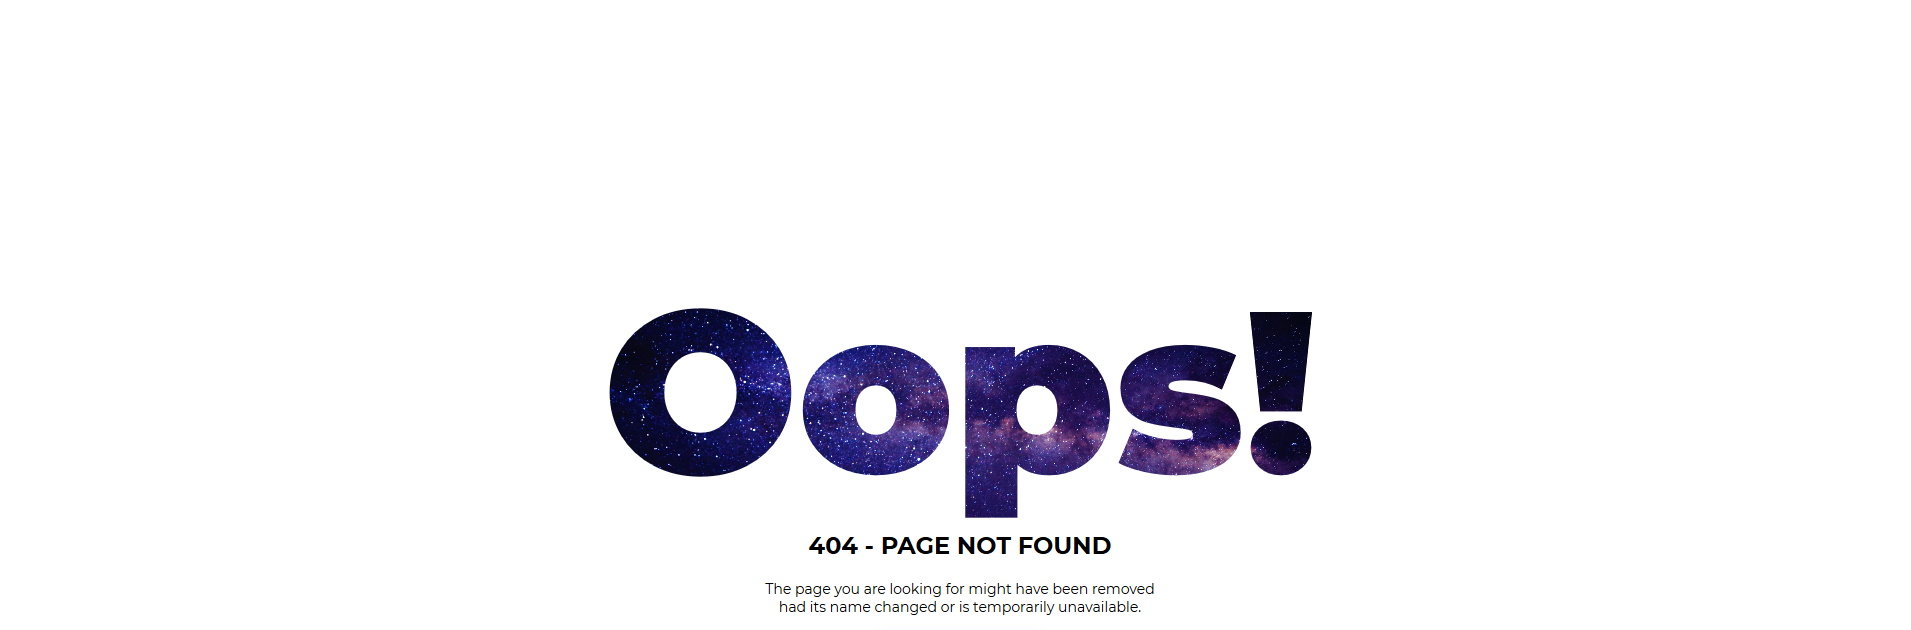 Oops!
404 - PAGE NOT FOUND
The page you are looking for might have been removed
had its name changed or is temporarily unavailable.